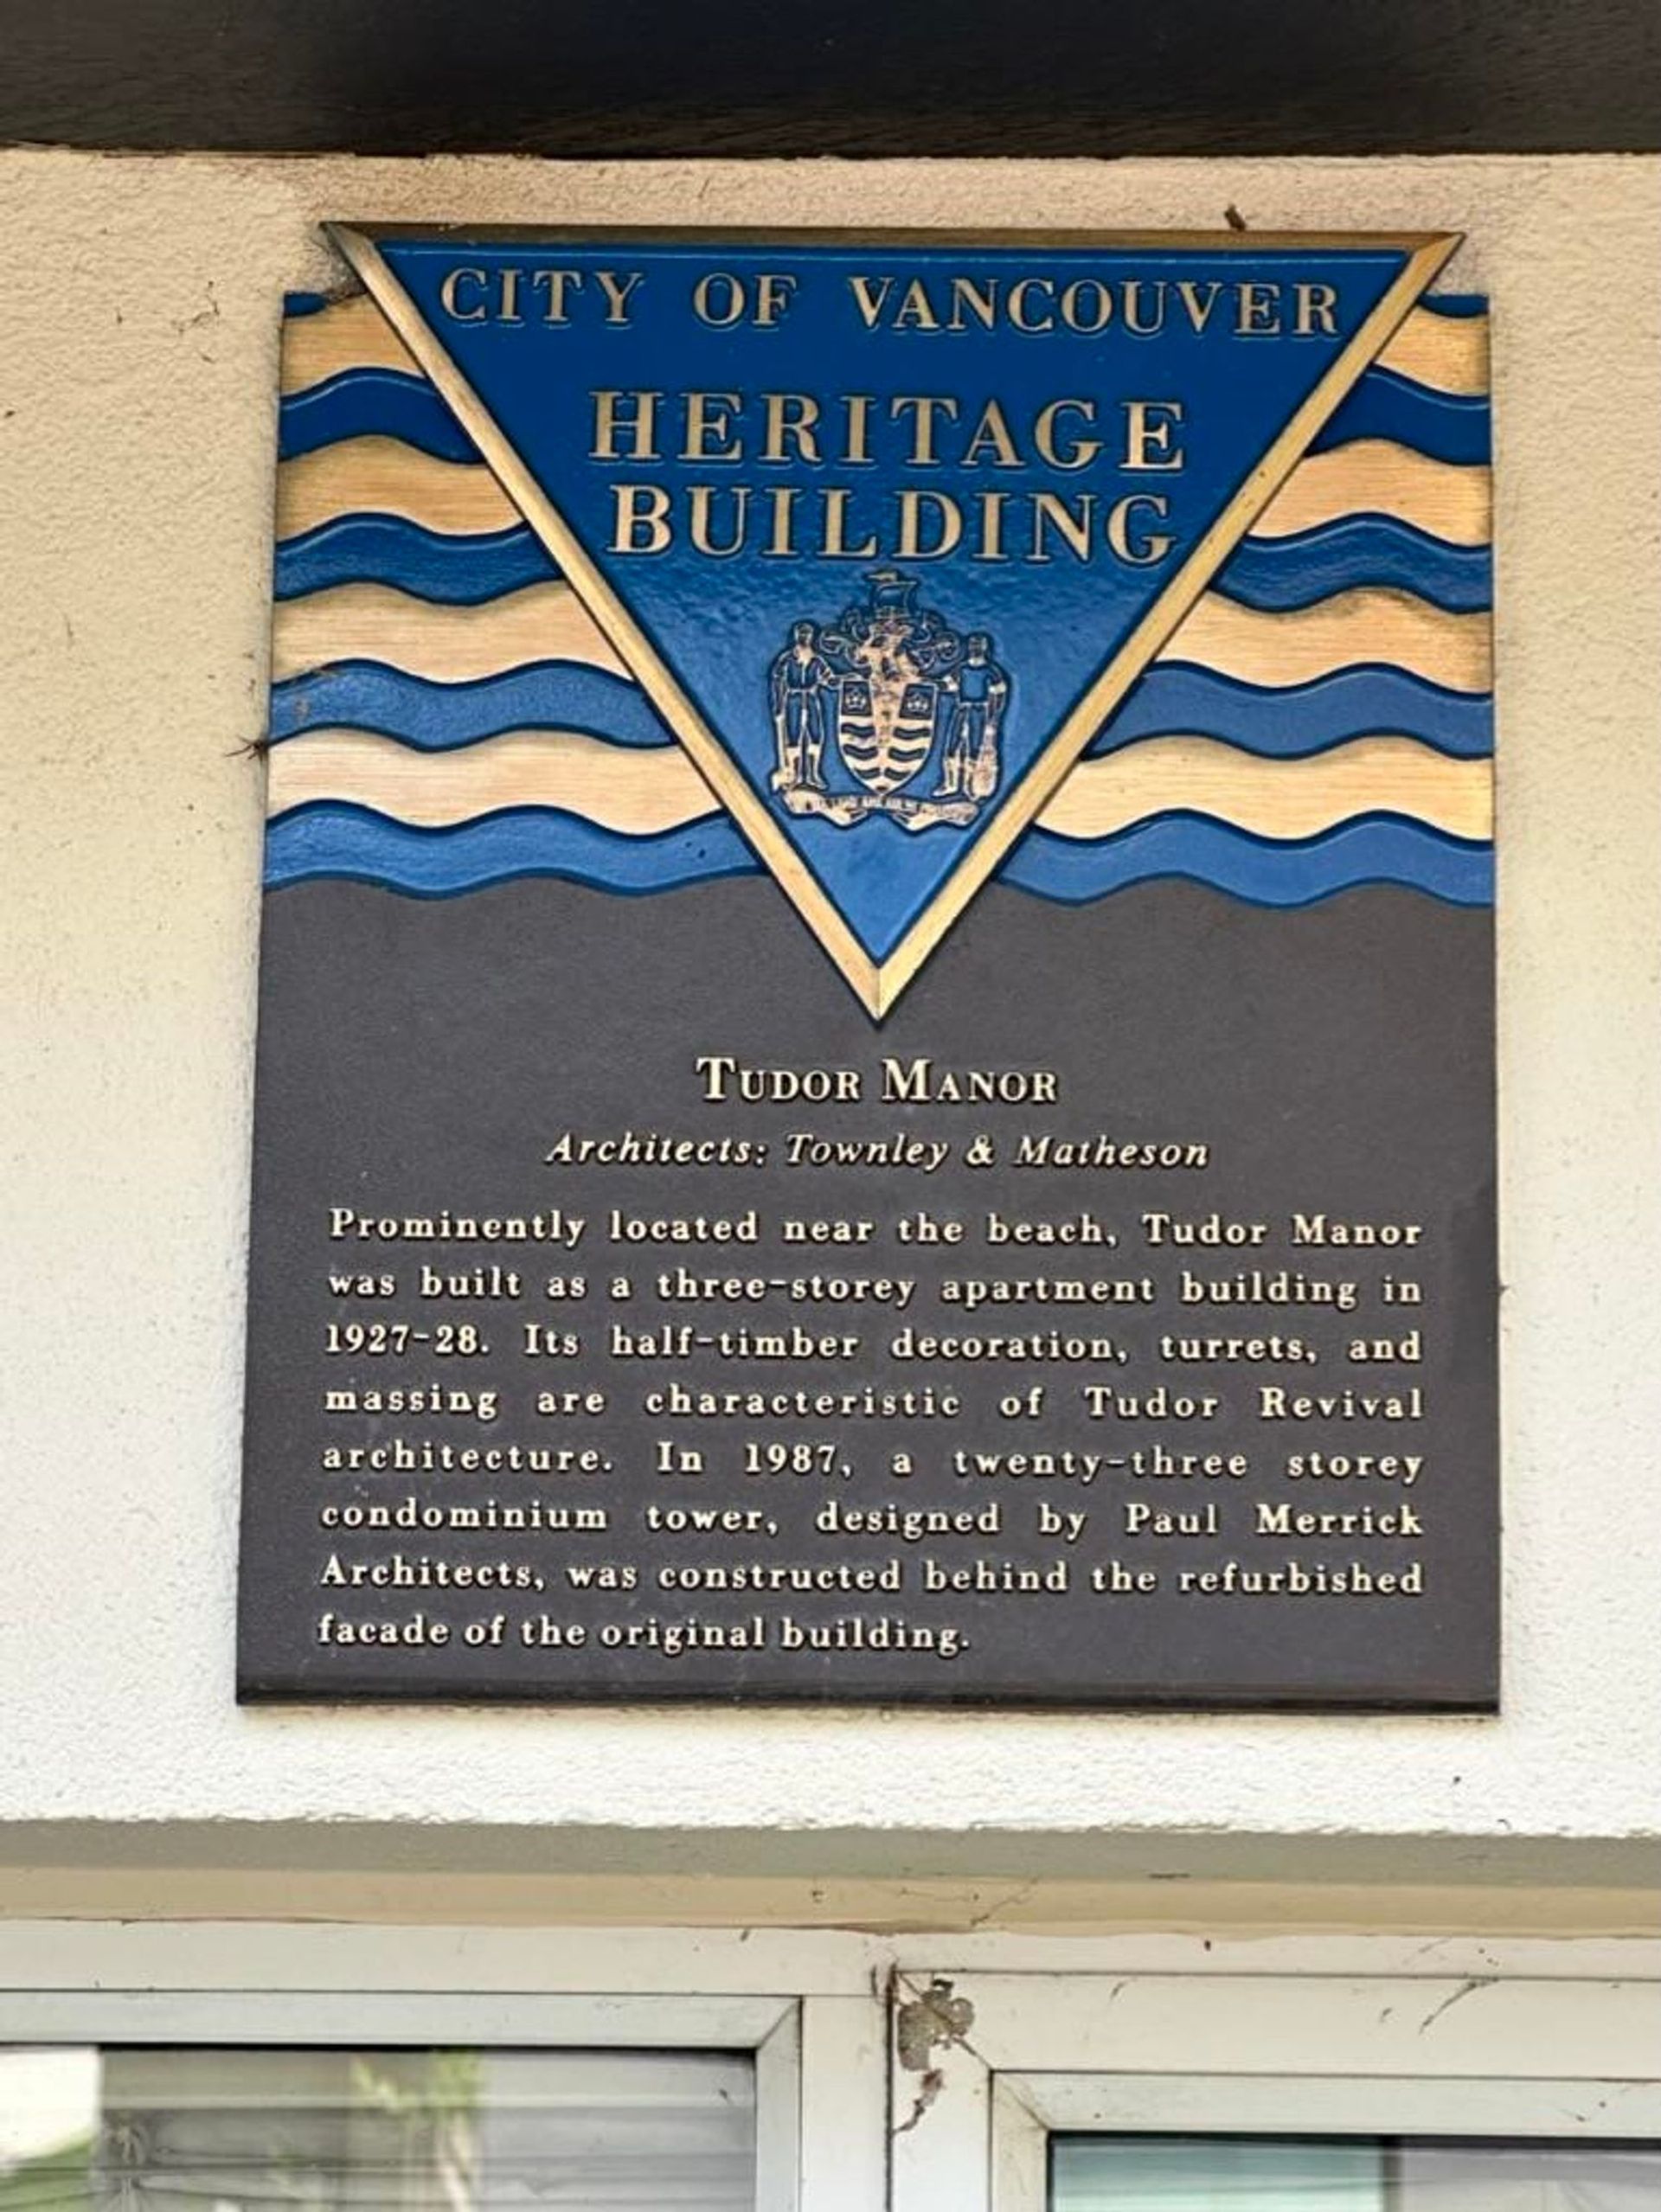 CITY OF VANCOUVER
HERITAGE
BUILDING
TUDOR MANOR
Architects: Townley & Matheson
Prominently located near the beach, Tudor Manor
was built as a three-storey apartment building in
1927-28. Its half-timber decoration, turrets, and
massing are characteristic of Tudor Revival
architecture. In 1987, a twenty-three storey
condominium tower, designed by Paul Merrick
Architects, was constructed behind the refurbished
facade of the original building.